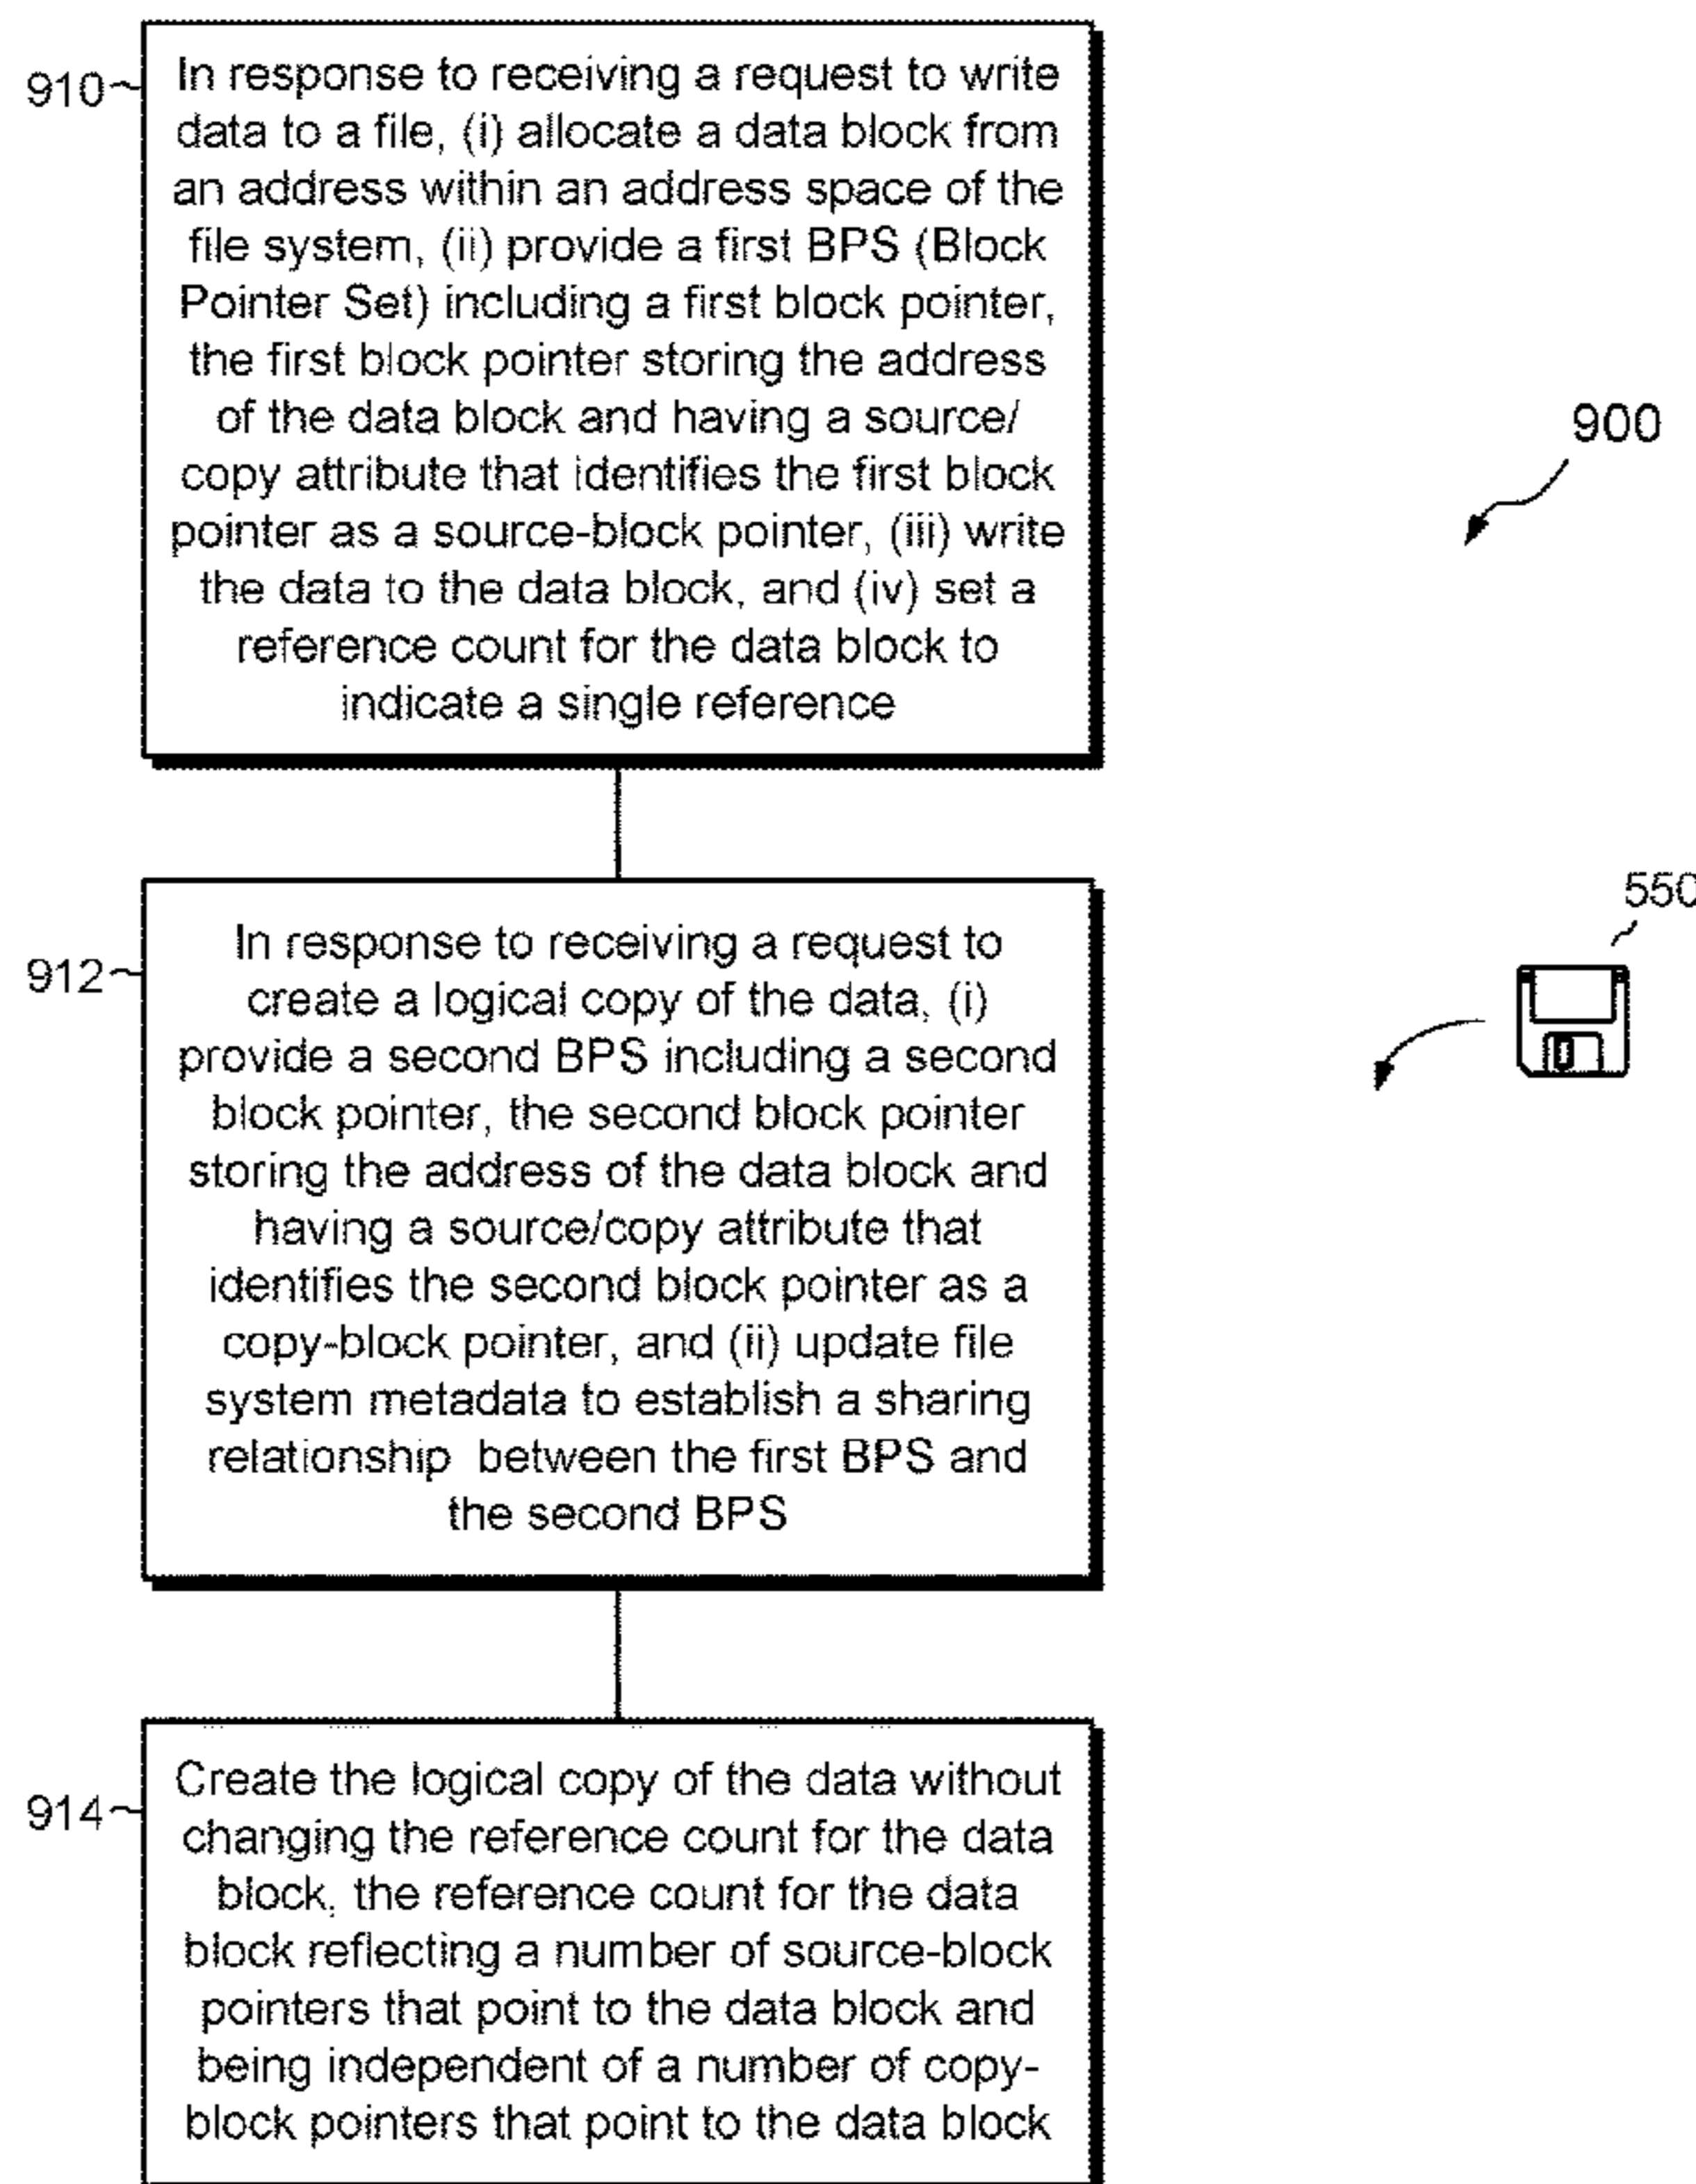 910
In response to receiving a request to write
data to a file, (i) allocate a data block from
an address within an address space of the
file system, (ii) provide a first BPS (Block
Pointer Set) including a first block pointer,
the first block pointer storing the address
of the data block and having a source/
copy attribute that identifies the first block
pointer as a source-block pointer, (iii) write
the data to the data block, and (iv) set a
reference count for the data block to
indicate a single reference
900
550
912
In response to receiving a request to
create a logical copy of the data, (i)
provide a second BPS including a second
block pointer, the second block pointer
storing the address of the data block and
having a source/copy attribute that
identifies the second block pointer as a
copy-block pointer, and (ii) update file
system metadata to establish a sharing
relationship between the first BPS and
the second BPS
914
Create the logical copy of the data without
changing the reference count for the data
block, the reference count for the data
block reflecting a number of source-block
pointers that point to the data block and
being independent of a number of copy-
block pointers that point to the data block